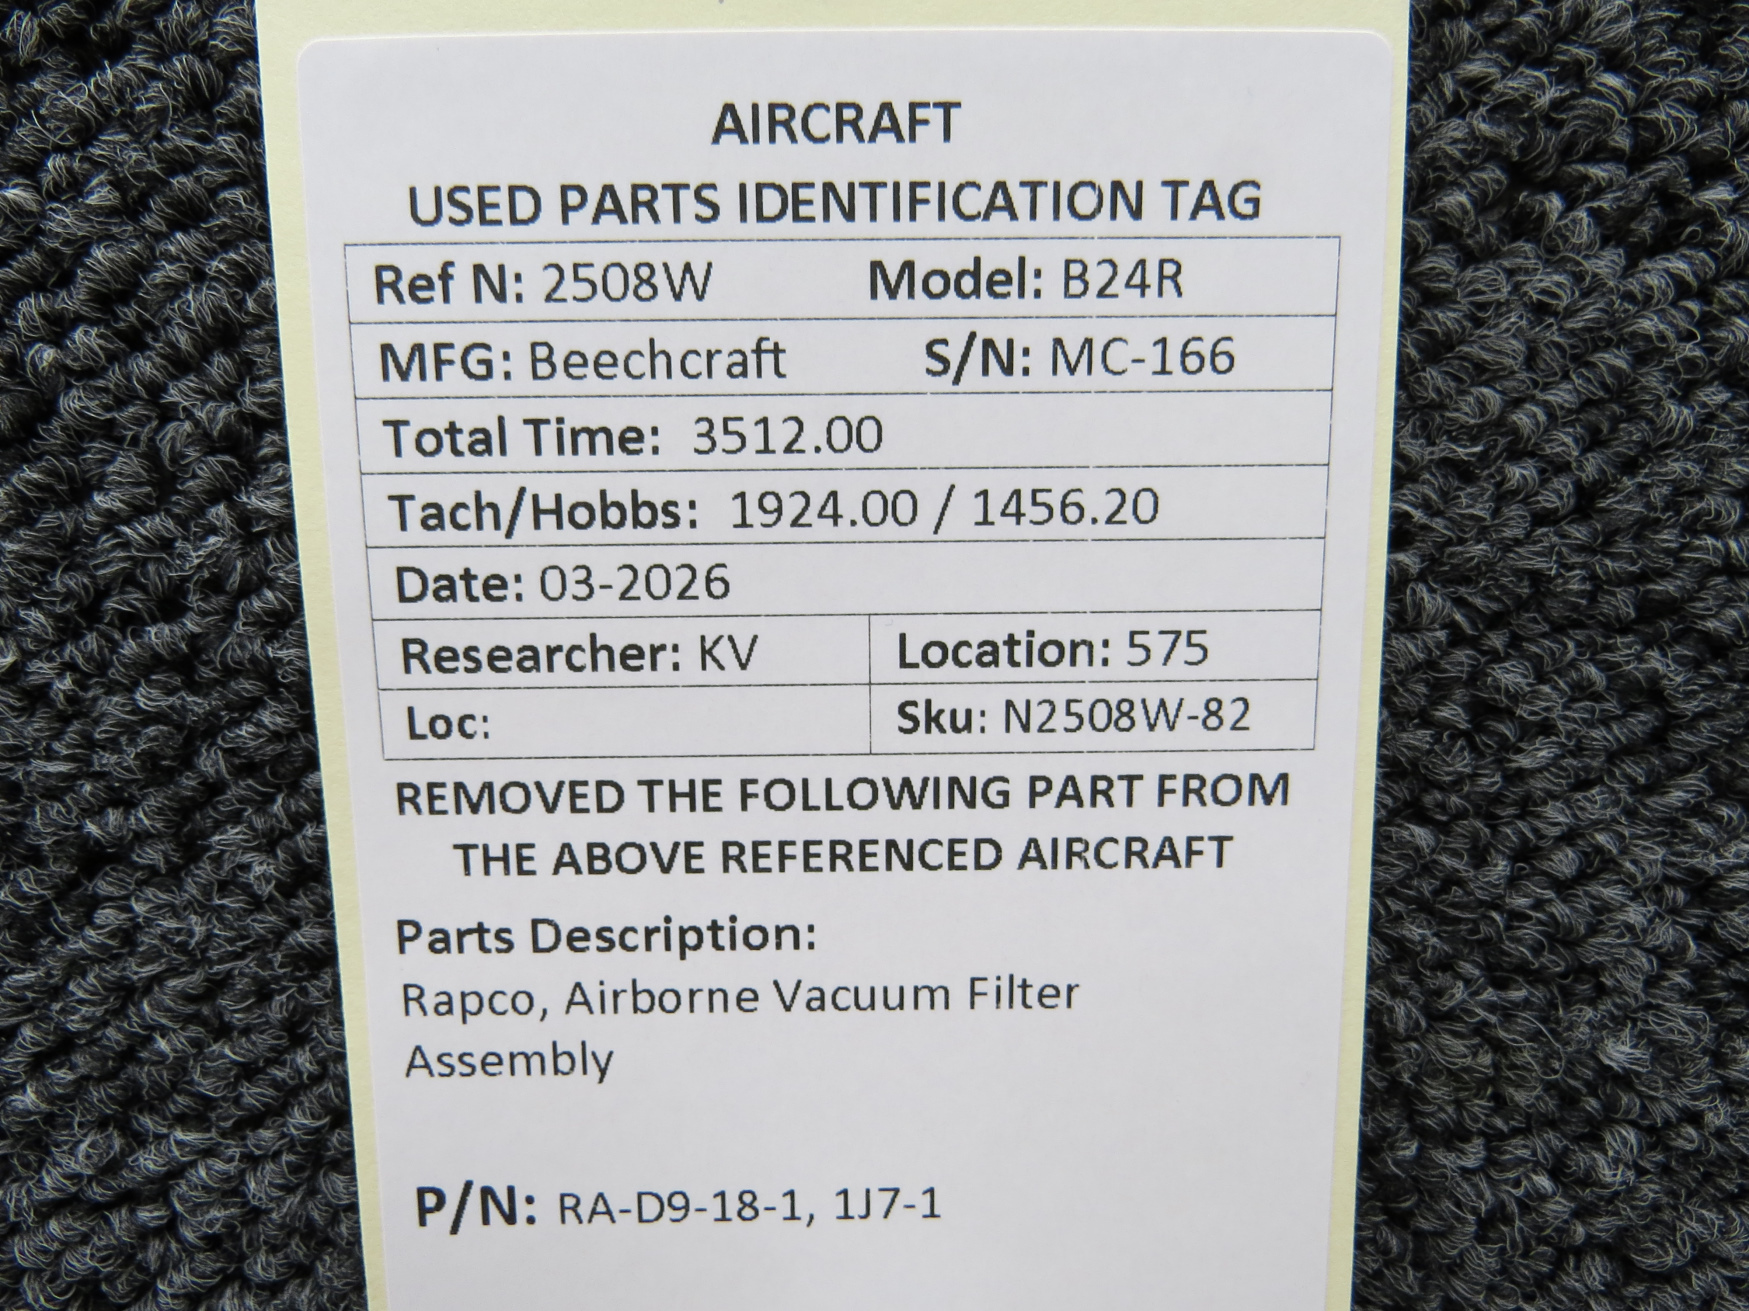 AIRCRAFT
USED PARTS IDENTIFICATION TAG
Ref N: 2508W Model: B24R
MFG: Beechcraft S/N: MC-166
Total Time: 3512.00
Tach/Hobbs: 1924.00 / 1456.20
Date: 03-2026
Researcher: KV Location: 575
Loc: Sku: N2508W-82
REMOVED THE FOLLOWING PART FROM
THE ABOVE REFERENCED AIRCRAFT
Parts Description:
Rapco, Airborne Vacuum Filter
Assembly
P/N: RA-D9-18-1, 1J7-1